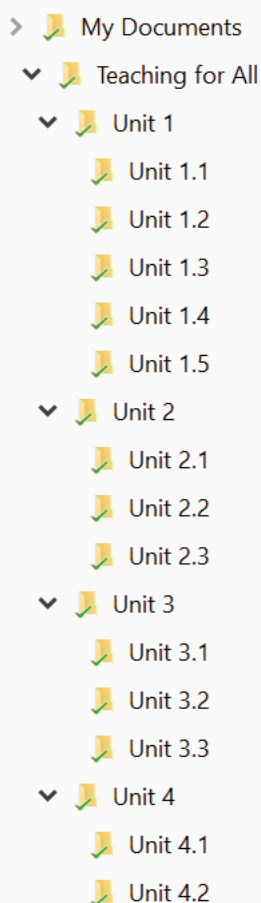 My Documents
Teaching for All
Unit 1
Unit 1.1
Unit 1.2
Unit 1.3
Unit 1.4
Unit 1.5
Unit 2
Unit 2.1
Unit 2.2
Unit 2.3
Unit 3
Unit 3.1
Unit 3.2
Unit 3.3
Unit 4
Unit 4.1
Unit 4.2